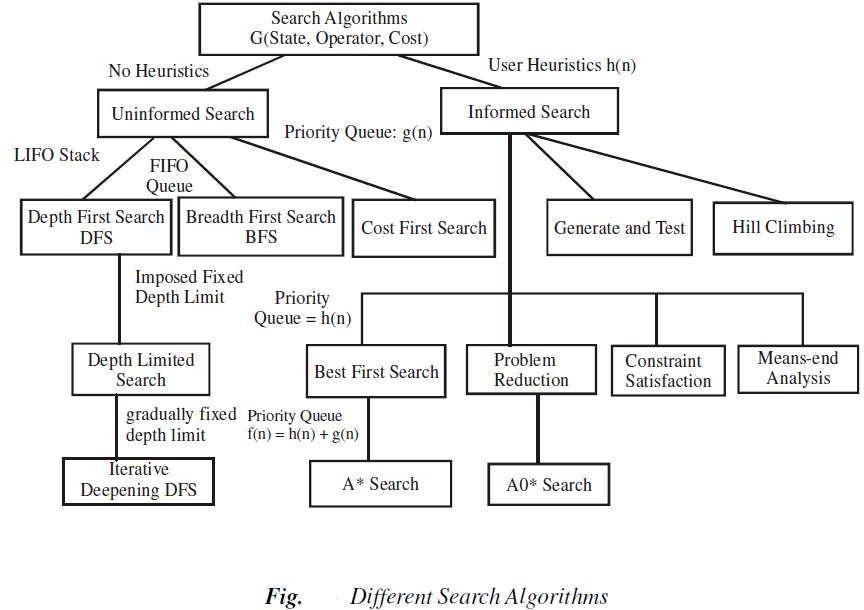 Search Algorithms
G(State, Operator, Cost)
No Heuristics
User Heuristics h(n)
Uninformed Search
Informed Search
LIFO Stack
FIFO
Queue
Priority Queue: g(n)
Depth First Search
DFS
Breadth First Search
BFS
Cost First Search
Generate and Test
Hill Climbing
Imposed Fixed
Depth Limit
Priority
Queue = h(n)
Depth Limited
Search
Best First Search
Problem
Reduction
Constraint
Satisfaction
Means-end
Analysis
gradually fixed
depth limit
Priority Queue
f(n) = h(n) + g(n)
Iterative
Deepening DFS
A* Search
A0* Search
Fig. Different Search Algorithms